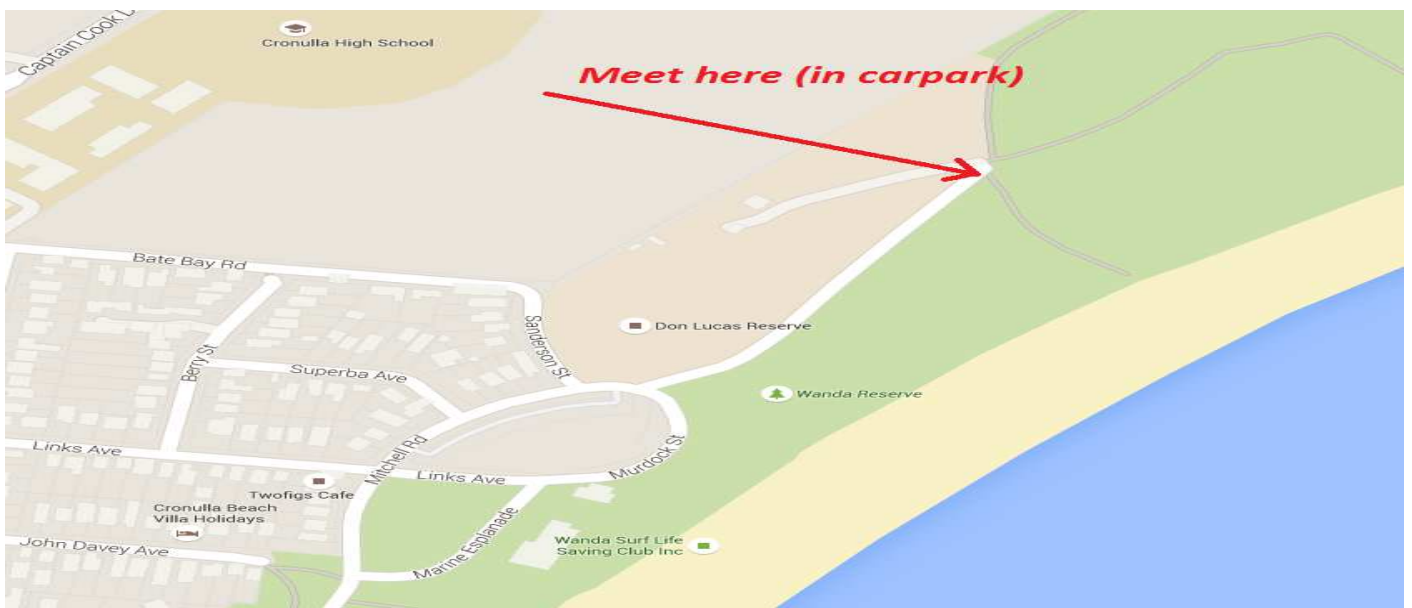 Captain Cook D
Cronulla High School
Meet here (in carpark)
Bate Bay Rd
Sanderson St
Don Lucas Reserve
Berry St
Superba Ave
Wanda Reserve
Links Ave
Mitchell Rd
Links Ave
Murdock St
Twofigs Cafe
Cronulla Beach
Villa Holidays
Marine Esplanade
John Davey Ave
Wanda Surf Life
Saving Club Inc